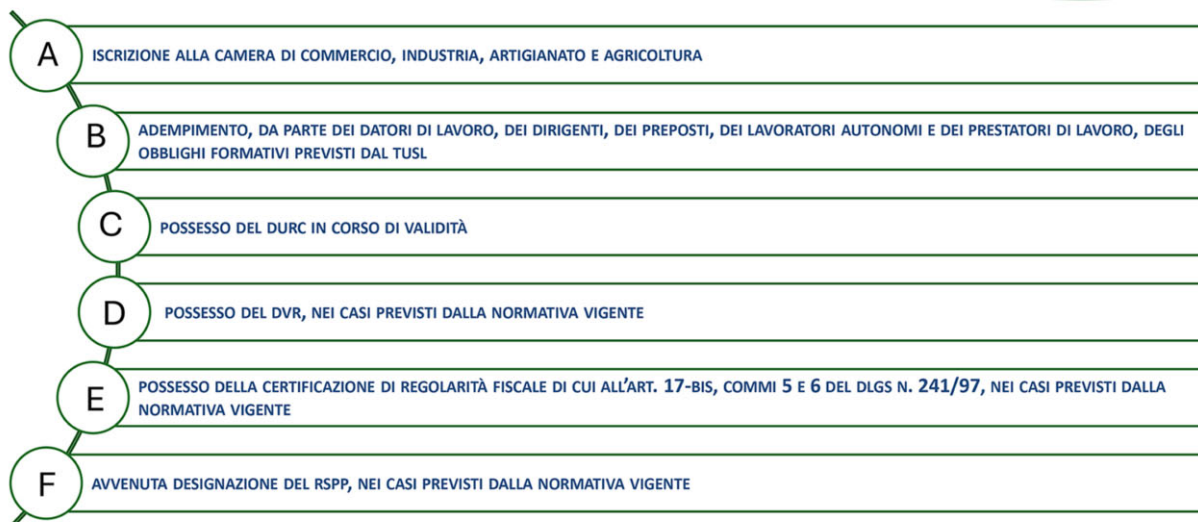 A
ISCRIZIONE ALLA CAMERA DI COMMERCIO, INDUSTRIA, ARTIGIANATO E AGRICOLTURA
B
ADEMPIMENTO, DA PARTE DEI DATORI DI LAVORO, DEI DIRIGENTI, DEI PREPOSTI, DEI LAVORATORI AUTONOMI E DEI PRESTATORI DI LAVORO, DEGLI
OBBLIGHI FORMATIVI PREVISTI DAL TUSL
C
POSSESSO DEL DURC IN CORSO DI VALIDITÀ
D
POSSESSO DEL DVR, NEI CASI PREVISTI DALLA NORMATIVA VIGENTE
E
POSSESSO DELLA CERTIFICAZIONE DI REGOLARITÀ FISCALE DI CUI ALL'ART. 17-BIS, COMMI 5 E 6 DEL DLGS N. 241/97, NEI CASI PREVISTI DALLA
NORMATIVA VIGENTE
F
AVVENUTA DESIGNAZIONE DEL RSPP, NEI CASI PREVISTI DALLA NORMATIVA VIGENTE